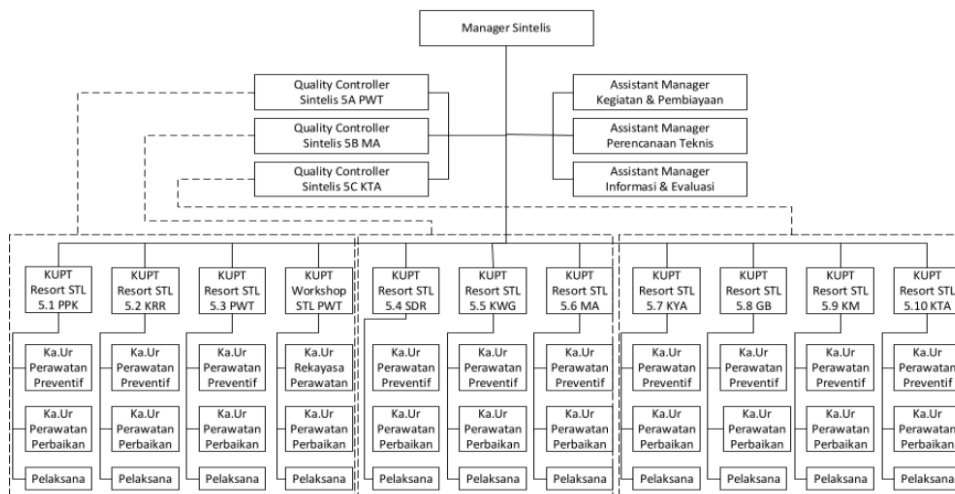 Manager Sintelis
Quality Controller
Sintelis 5A PWT
Assistant Manager
Kegiatan & Pembiayaan
Quality Controller
Sintelis 5B MA
Assistant Manager
Perencanaan Teknis
Quality Controller
Sintelis 5C KTA
Assistant Manager
Informasi & Evaluasi
KUPT
Resort STL
5.1 PPK
KUPT
Resort STL
5.2 KRR
KUPT
Resort STL
5.3 PWT
KUPT
Workshop
STL PWT
KUPT
Resort STL
5.4 SDR
KUPT
Resort STL
5.5 KWG
KUPT
Resort STL
5.6 MA
KUPT
Resort STL
5.7 KYA
KUPT
Resort STL
5.8 GB
KUPT
Resort STL
5.9 KM
KUPT
Resort STL
5.10 KTA
Ka.Ur
Perawatan
Preventif
Ka.Ur
Perawatan
Preventif
Ka.Ur
Perawatan
Preventif
Ka.Ur
Rekayasa
Perawatan
Ka.Ur
Perawatan
Preventif
Ka.Ur
Perawatan
Preventif
Ka.Ur
Perawatan
Preventif
Ka.Ur
Perawatan
Preventif
Ka.Ur
Perawatan
Preventif
Ka.Ur
Perawatan
Preventif
Ka.Ur
Perawatan
Preventif
Ka.Ur
Perawatan
Perbaikan
Ka.Ur
Perawatan
Perbaikan
Ka.Ur
Perawatan
Perbaikan
Ka.Ur
Perawatan
Perbaikan
Ka.Ur
Perawatan
Perbaikan
Ka.Ur
Perawatan
Perbaikan
Ka.Ur
Perawatan
Perbaikan
Ka.Ur
Perawatan
Perbaikan
Ka.Ur
Perawatan
Perbaikan
Ka.Ur
Perawatan
Perbaikan
Ka.Ur
Perawatan
Perbaikan
Pelaksana
Pelaksana
Pelaksana
Pelaksana
Pelaksana
Pelaksana
Pelaksana
Pelaksana
Pelaksana
Pelaksana
Pelaksana